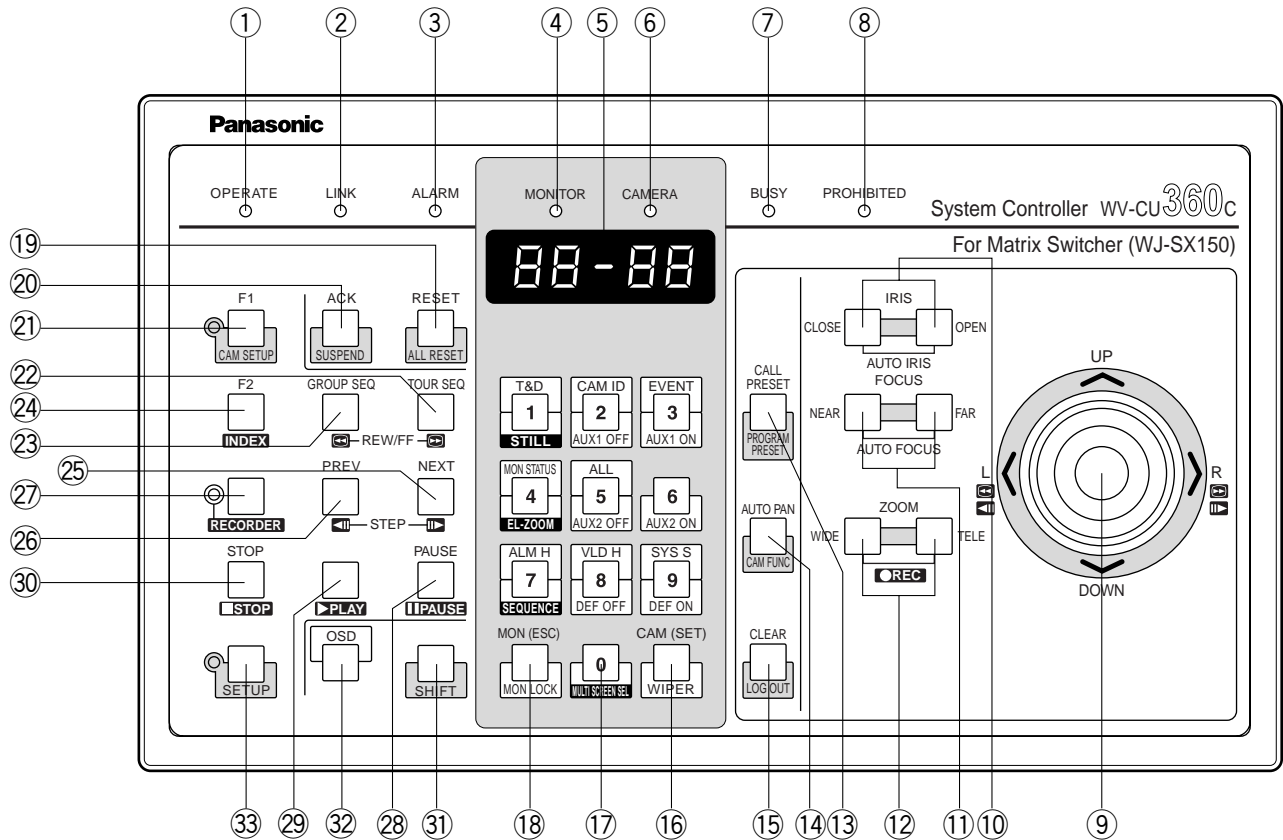 ① ② ③ ④ ⑤ ⑥ ⑦ ⑧
Panasonic
OPERATE LINK ALARM MONITOR CAMERA BUSY PROHIBITED
System Controller WV-CU360C
For Matrix Switcher (WJ-SX150)
88-88
⑲
⑳
㉑
㉒
㉔
㉓
㉕
㉗
㉖
㉚
F1 ACK RESET
CAM SETUP SUSPEND ALL RESET
F2 GROUP SEQ TOUR SEQ
INDEX REW/FF
PREV NEXT
RECORDER STEP
STOP PAUSE
STOP PLAY PAUSE
OSD
SETUP SHIFT
T&D CAM ID EVENT
1 2 3
STILL AUX1 OFF AUX1 ON
MON STATUS ALL
4 5 6
EL-ZOOM AUX2 OFF AUX2 ON
ALM H VLD H SYS S
7 8 9
SEQUENCE DEF OFF DEF ON
MON (ESC) CAM (SET)
0
MON LOCK MULTI SCREEN SEL WIPER
CALL
PRESET
PROGRAM
PRESET
AUTO PAN
CAM FUNC
CLEAR
LOG OUT
IRIS
CLOSE OPEN
AUTO IRIS
FOCUS
NEAR FAR
AUTO FOCUS
ZOOM
WIDE TELE
REC
UP
L R
DOWN
㉝ ㉙ ㉜ ㉘ ㉛ ⑱ ⑰ ⑯ ⑮ ⑭ ⑬ ⑫ ⑪ ⑩ ⑨